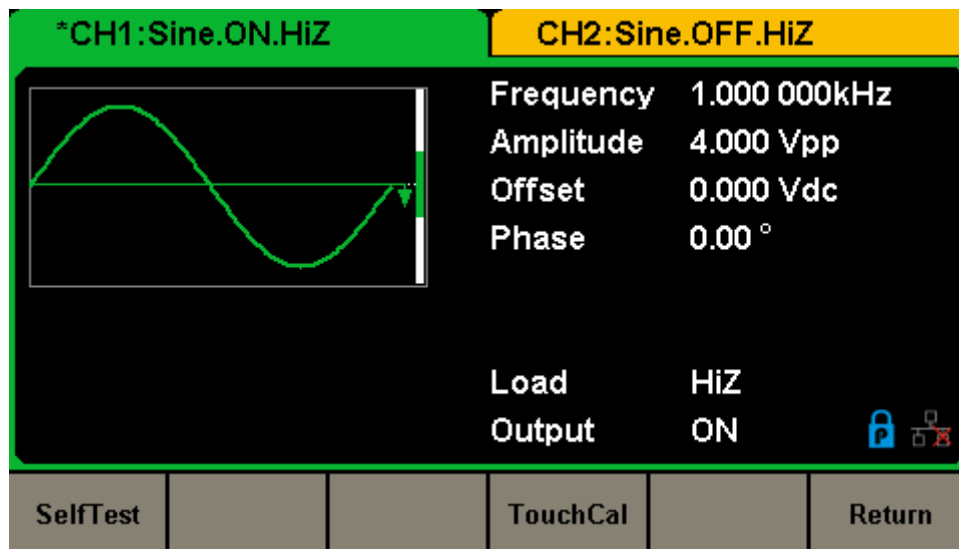 *CH1:Sine.ON.HiZ
CH2:Sine.OFF.HiZ
Frequency 1.000 000kHz
Amplitude 4.000 Vpp
Offset 0.000 Vdc
Phase 0.00 °
Load HiZ
Output ON
P
SelfTest
TouchCal
Return